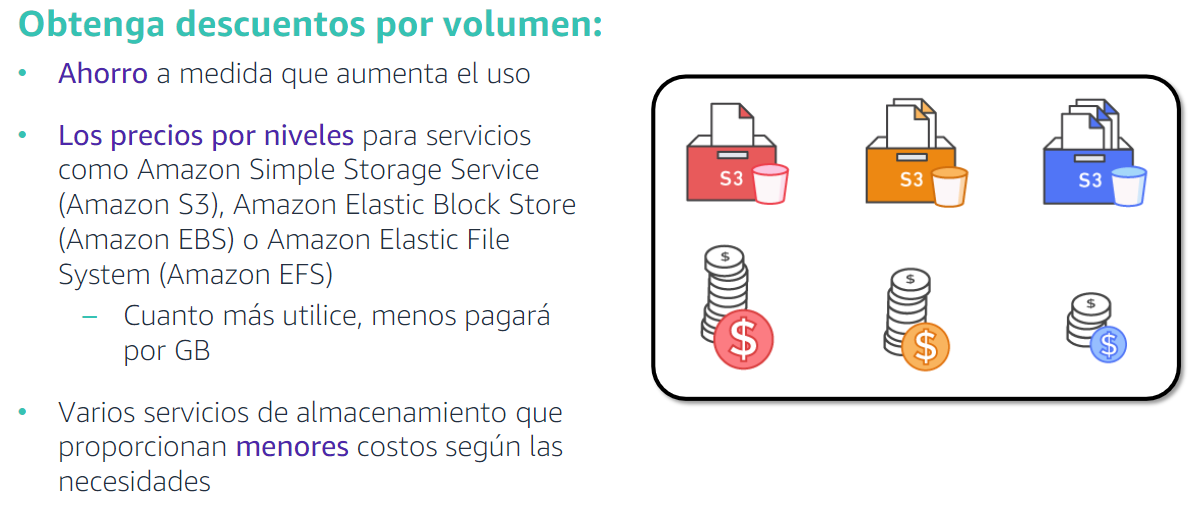 Obtenga descuentos por volumen:
• Ahorro a medida que aumenta el uso
• Los precios por niveles para servicios
como Amazon Simple Storage Service
(Amazon S3), Amazon Elastic Block Store
(Amazon EBS) o Amazon Elastic File
System (Amazon EFS)
– Cuanto más utilice, menos pagará
por GB
• Varios servicios de almacenamiento que
proporcionan menores costos según las
necesidades
S3 S3 S3
$ $ $
$ $ $